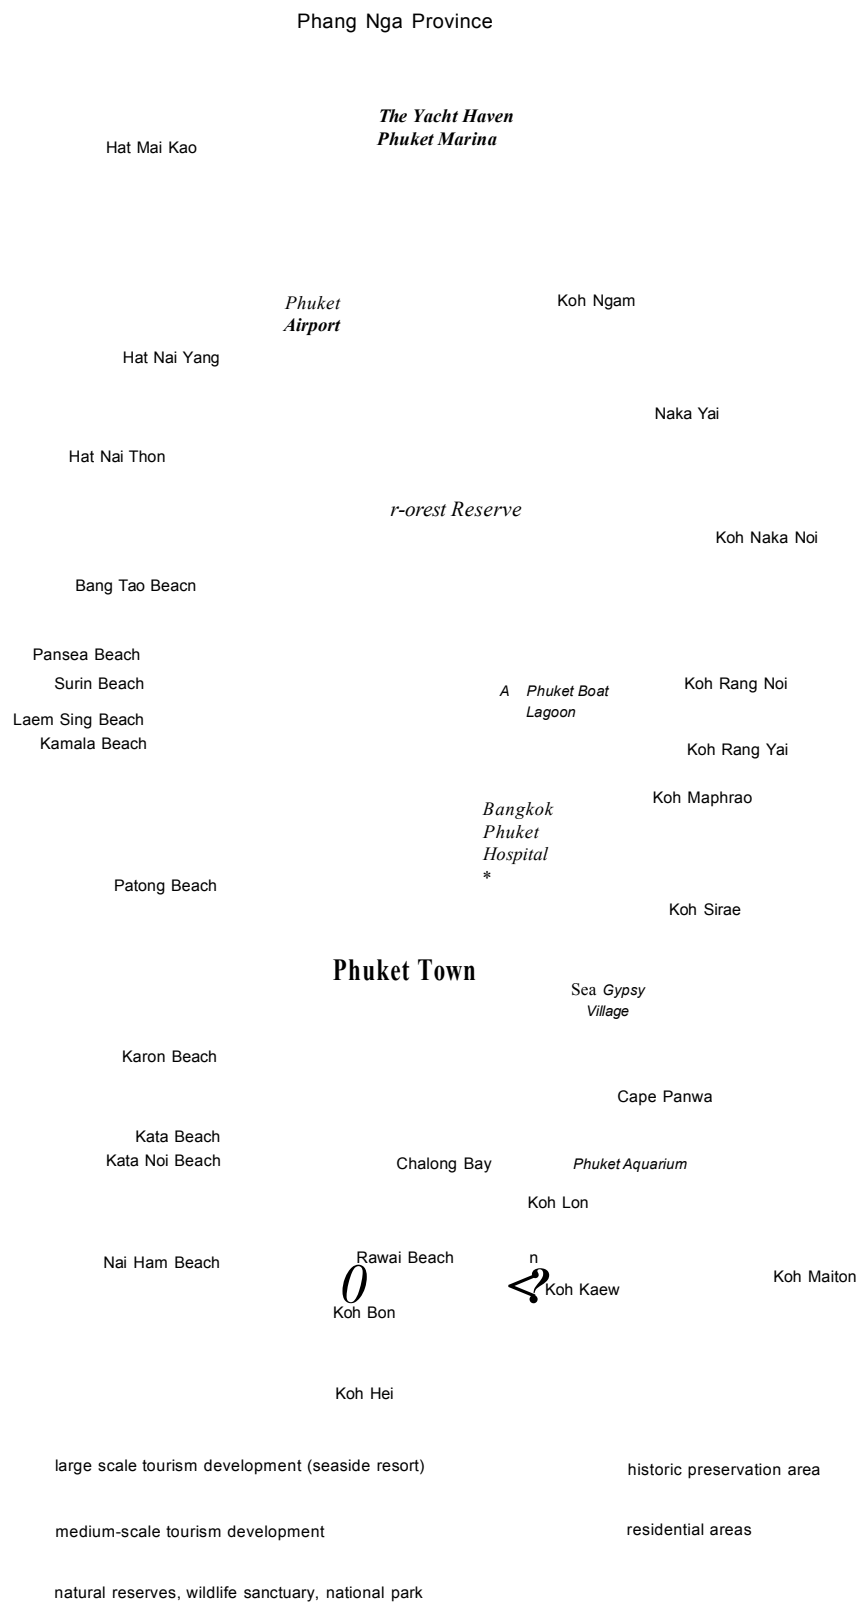 Phang Nga Province
The Yacht Haven
Phuket Marina
Hat Mai Kao
Phuket
Airport
Koh Ngam
Hat Nai Yang
Naka Yai
Hat Nai Thon
r-orest Reserve
Koh Naka Noi
Bang Tao Beacn
Pansea Beach
Surin Beach
A Phuket Boat
Lagoon
Koh Rang Noi
Laem Sing Beach
Kamala Beach
Koh Rang Yai
Koh Maphrao
Bangkok
Phuket
Hospital
*
Patong Beach
Koh Sirae
Phuket Town
Sea Gypsy
Village
Karon Beach
Cape Panwa
Kata Beach
Kata Noi Beach
Chalong Bay
Phuket Aquarium
Koh Lon
Nai Ham Beach
Rawai Beach
n
0
<?
Koh Kaew
Koh Maiton
Koh Bon
Koh Hei
large scale tourism development (seaside resort)
historic preservation area
medium-scale tourism development
residential areas
natural reserves, wildlife sanctuary, national park